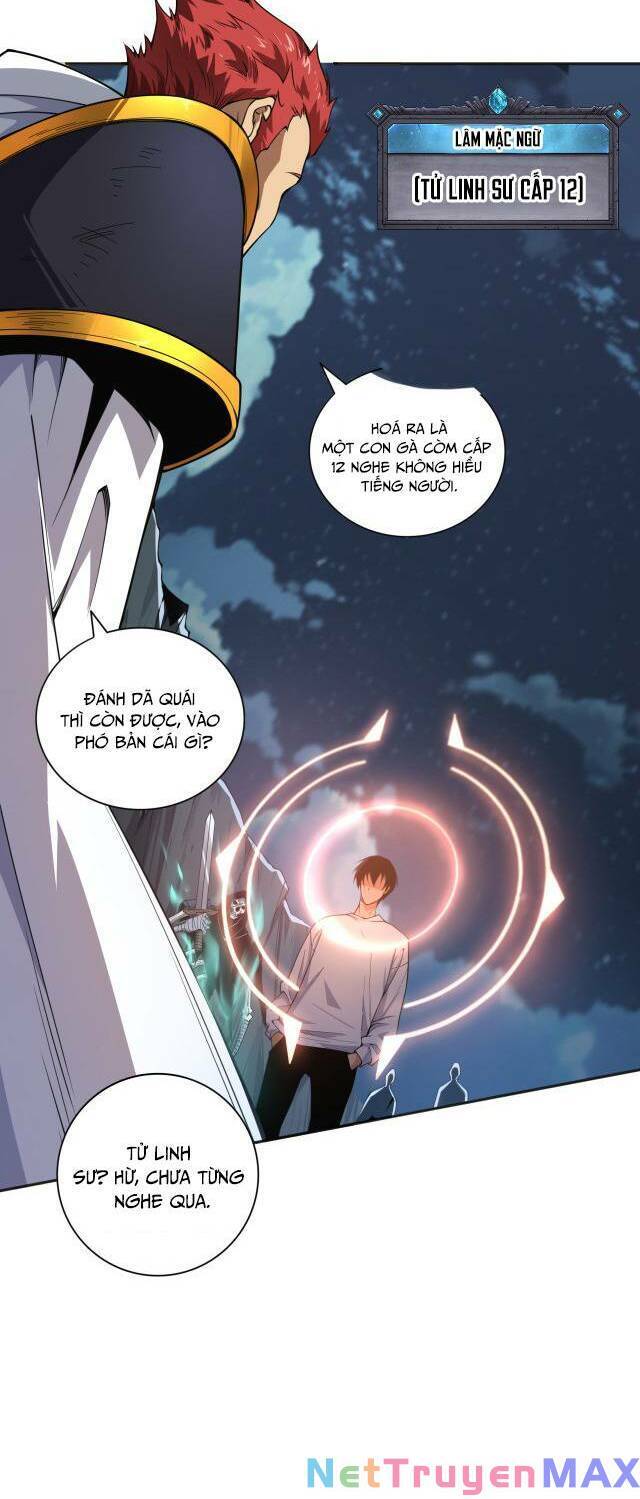 LÂM MẶC NGỮ
[TỬ LINH SƯ CẤP 12]
HOÁ RA LÀ
MỘT CON GÀ CÒM CẤP
12 NGHE KHÔNG HIỂU
TIẾNG NGƯỜI.
ĐÁNH DÃ QUÁI
THÌ CÒN ĐƯỢC, VÀO
PHÓ BẢN CÁI GÌ?
TỬ LINH
SƯ? HỪ, CHƯA TỪNG
NGHE QUA.
NETTRUYENMAX